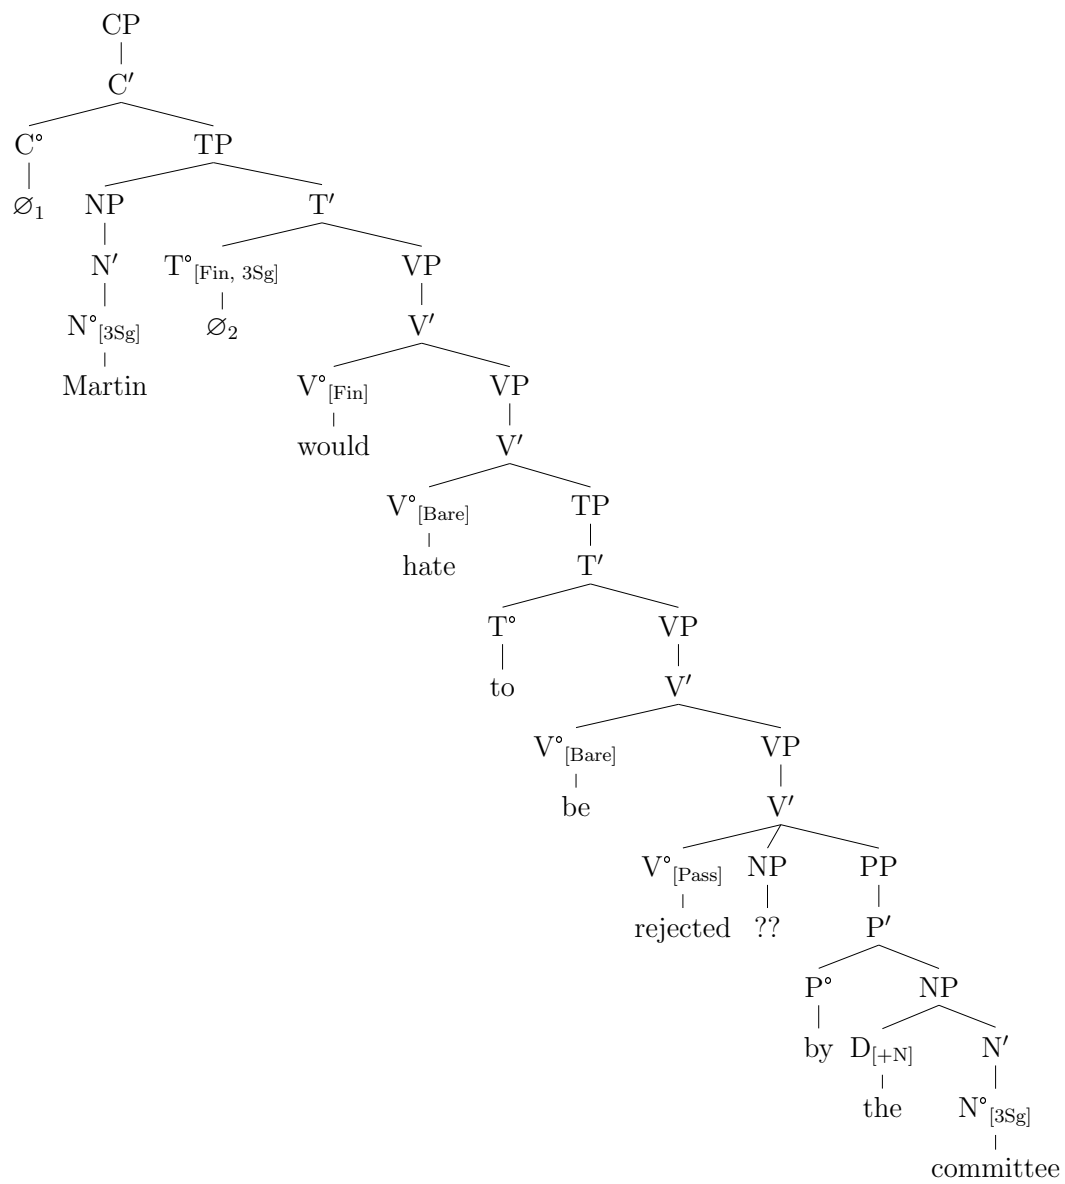 CP
C′
C° TP
∅₁ NP T′
N′ T°[Fin, 3Sg] VP
N°[3Sg] ∅₂ V′
Martin V°[Fin] VP
would V′
V°[Bare] TP
hate T′
T° VP
to V′
V°[Bare] VP
be V′
V°[Pass] NP PP
rejected ?? P′
P° NP
by D[+N] N′
the N°[3Sg]
committee